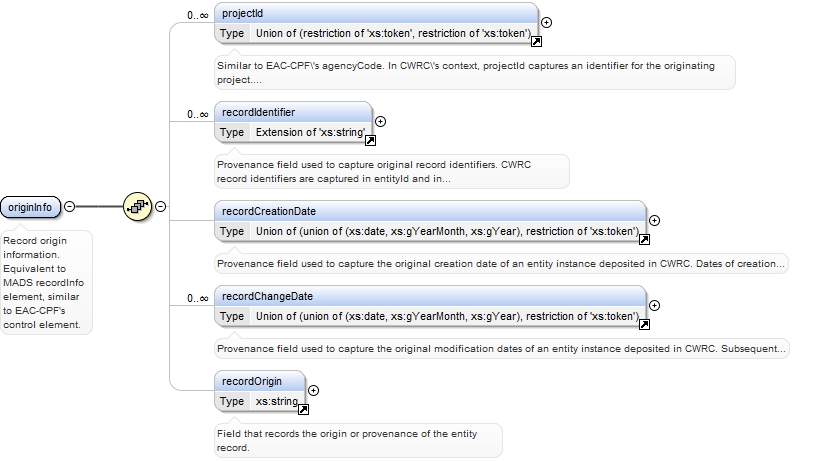 0..∞
projectId
Type Union of (restriction of 'xs:token', restriction of 'xs:token')
Similar to EAC-CPF\'s agencyCode. In CWRC\'s context, projectId captures an identifier for the originating
project....
0..∞
recordIdentifier
Type Extension of 'xs:string'
Provenance field used to capture original record identifiers. CWRC
record identifiers are captured in entityId and in...
originInfo
Record origin
information.
Equivalent to
MADS recordInfo
element, similar
to EAC-CPF's
control element.
recordCreationDate
Type Union of (union of (xs:date, xs:gYearMonth, xs:gYear), restriction of 'xs:token')
Provenance field used to capture the original creation date of an entity instance deposited in CWRC. Dates of creation...
0..∞
recordChangeDate
Type Union of (union of (xs:date, xs:gYearMonth, xs:gYear), restriction of 'xs:token')
Provenance field used to capture the original modification dates of an entity instance deposited in CWRC. Subsequent...
recordOrigin
Type xs:string
Field that records the origin or provenance of the entity
record.